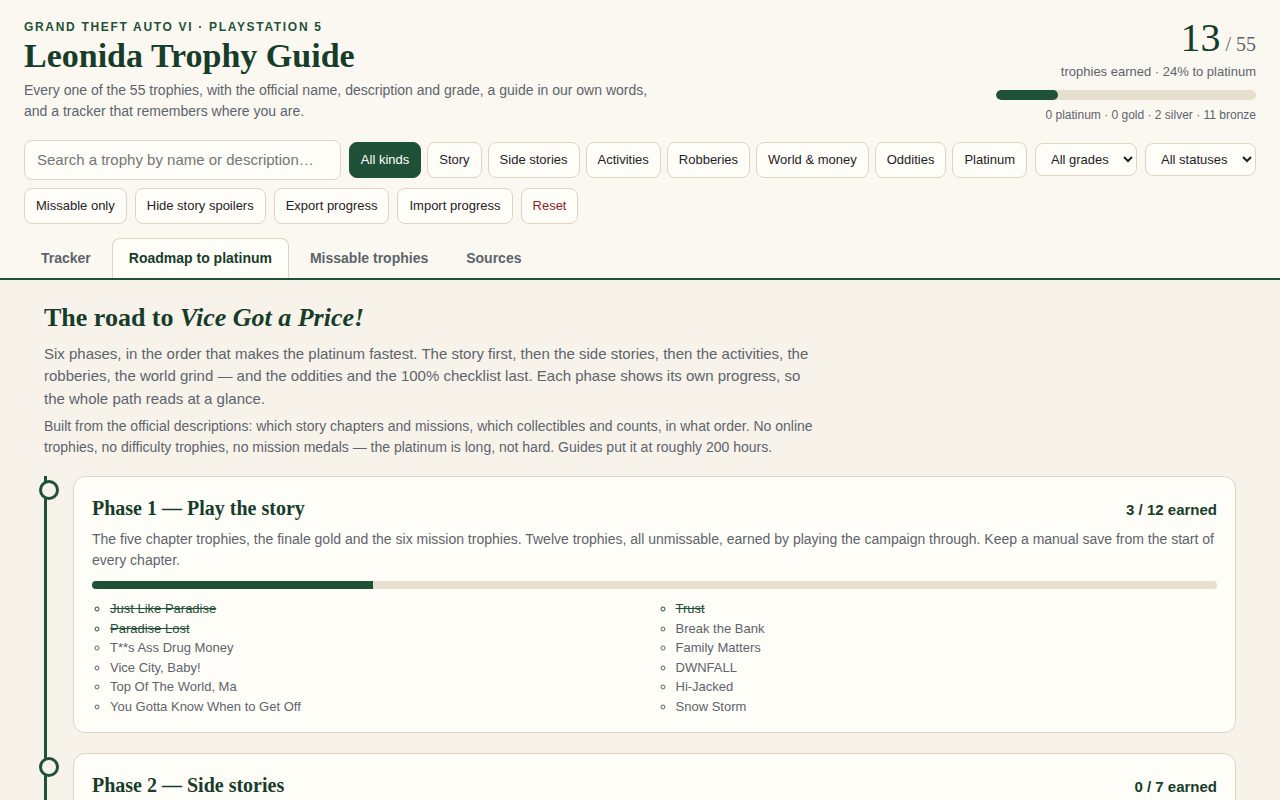 GRAND THEFT AUTO VI · PLAYSTATION 5
Leonida Trophy Guide
Every one of the 55 trophies, with the official name, description and grade, a guide in our own words,
and a tracker that remembers where you are.
13 / 55
trophies earned · 24% to platinum
0 platinum · 0 gold · 2 silver · 11 bronze
Search a trophy by name or description…
All kinds
Story
Side stories
Activities
Robberies
World & money
Oddities
Platinum
All grades
All statuses
Missable only
Hide story spoilers
Export progress
Import progress
Reset
Tracker
Roadmap to platinum
Missable trophies
Sources
The road to Vice Got a Price!
Six phases, in the order that makes the platinum fastest. The story first, then the side stories, then the activities, the
robberies, the world grind — and the oddities and the 100% checklist last. Each phase shows its own progress, so
the whole path reads at a glance.
Built from the official descriptions: which story chapters and missions, which collectibles and counts, in what order. No online
trophies, no difficulty trophies, no mission medals — the platinum is long, not hard. Guides put it at roughly 200 hours.
Phase 1 — Play the story
3 / 12 earned
The five chapter trophies, the finale gold and the six mission trophies. Twelve trophies, all unmissable, earned by playing the campaign through. Keep a manual save from the start of
every chapter.
Just Like Paradise
Paradise Lost
T**s Ass Drug Money
Vice City, Baby!
Top Of The World, Ma
You Gotta Know When to Get Off
Trust
Break the Bank
Family Matters
DWNFALL
Hi-Jacked
Snow Storm
Phase 2 — Side stories
0 / 7 earned